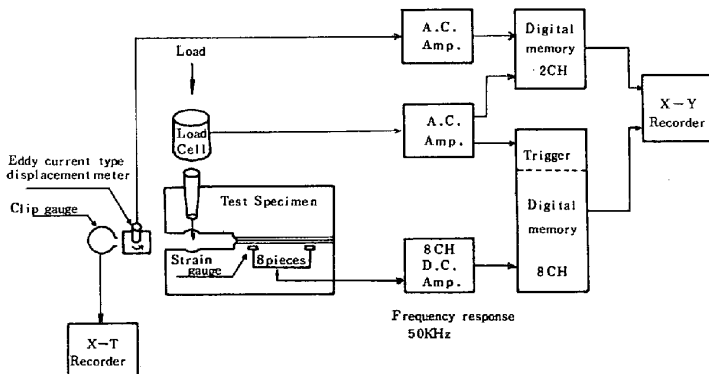 A.C.
Amp.
Digital
memory
2CH
Load
X-Y
Recorder
Load
Cell
A.C.
Amp.
Trigger
Digital
memory
8CH
Eddy current type
displacement meter
Clip gauge
Test Specimen
Strain
gauge
8pieces
8CH
D.C.
Amp.
Frequency response
50KHz
X-T
Recorder